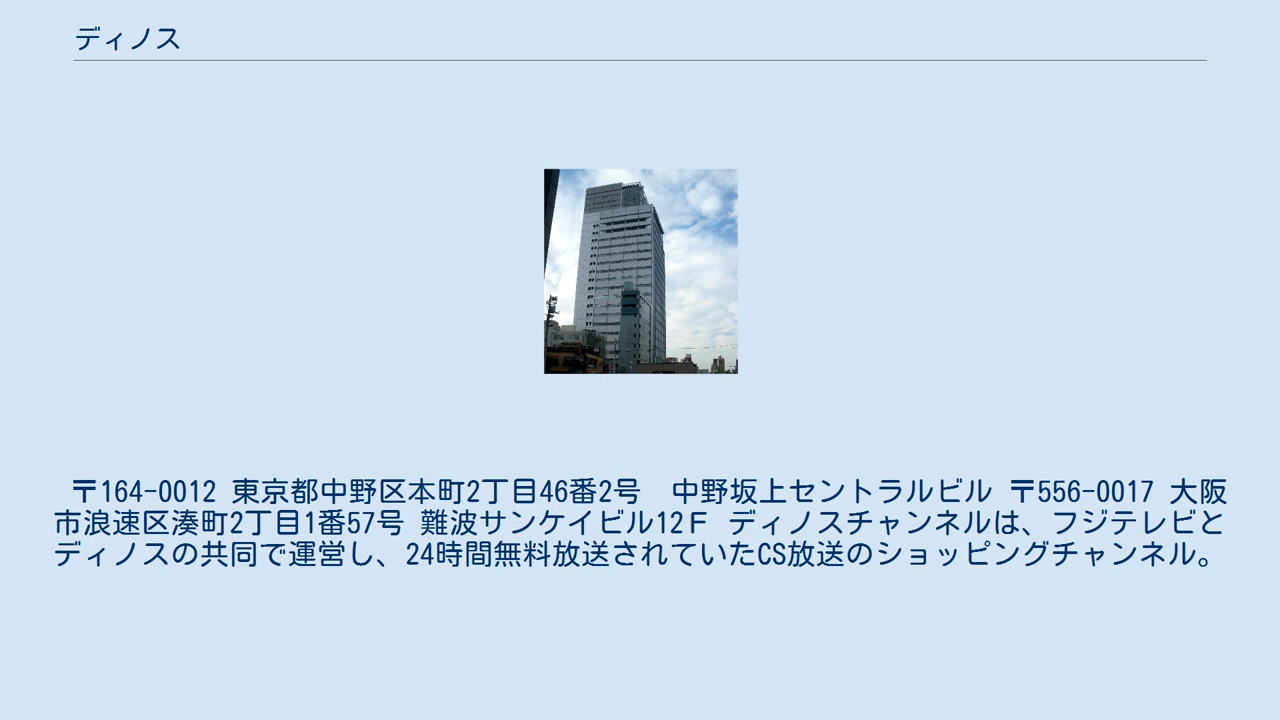 ディノス
〒164-0012 東京都中野区本町2丁目46番2号　中野坂上セントラルビル 〒556-0017 大阪
市浪速区湊町2丁目1番57号 難波サンケイビル12Ｆ ディノスチャンネルは、フジテレビと
ディノスの共同で運営し、24時間無料放送されていたCS放送のショッピングチャンネル。